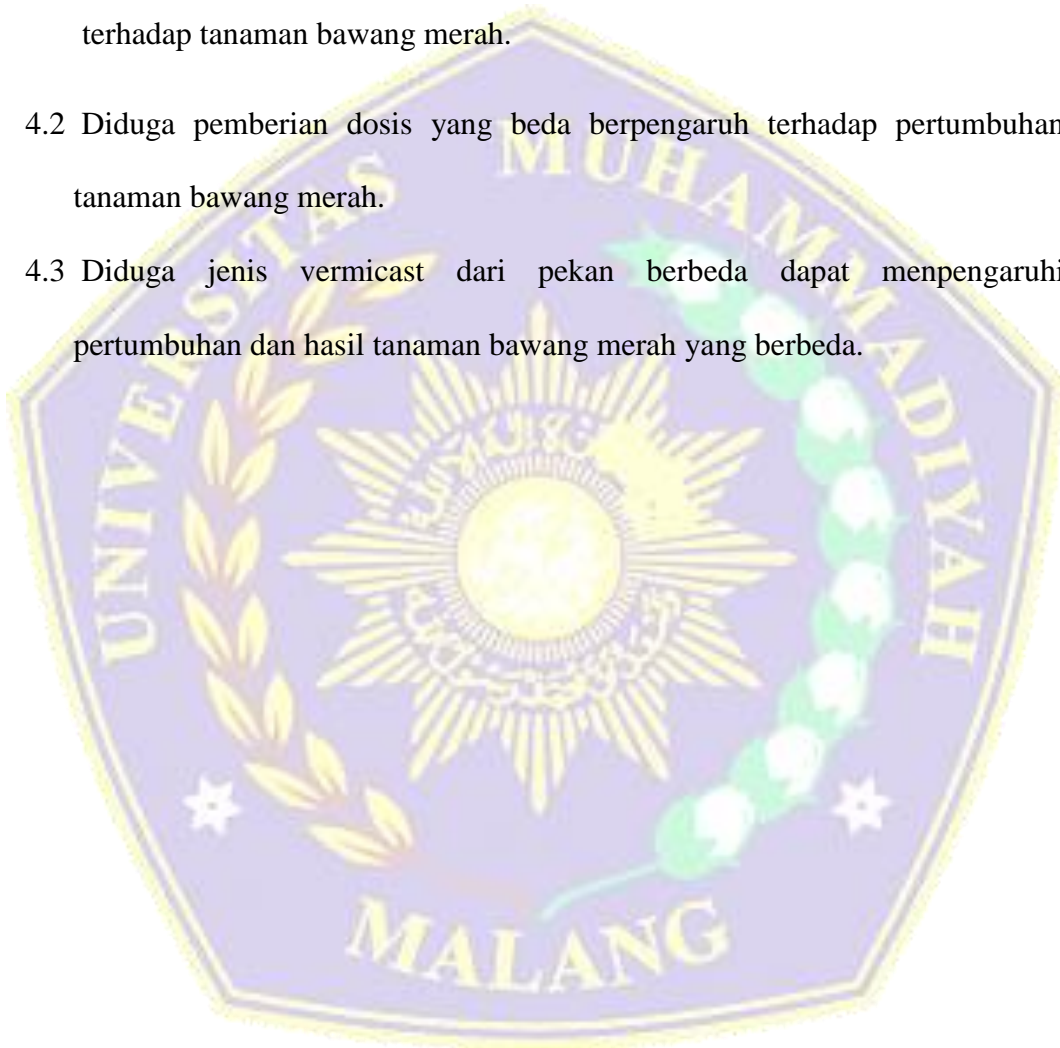 terhadap tanaman bawang merah.
4.2 Diduga pemberian dosis yang beda berpengaruh terhadap pertumbuhan
tanaman bawang merah.
4.3 Diduga jenis vermicast dari pekan berbeda dapat menpengaruhi
pertumbuhan dan hasil tanaman bawang merah yang berbeda.
UNIVERSITAS MUHAMMADIYAH
MALANG